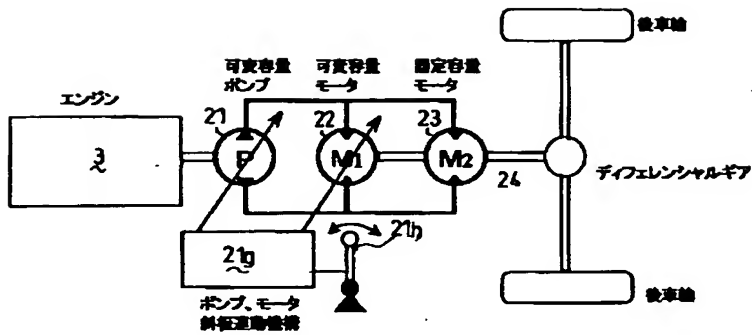 後車輪
可変容量
ポンプ
可変容量
モータ
固定容量
モータ
エンジン
21
22
23
3
P
M1
M2
24
ディファレンシャルギア
21g
21h
ポンプ、モータ
斜板連動機構
後車輪